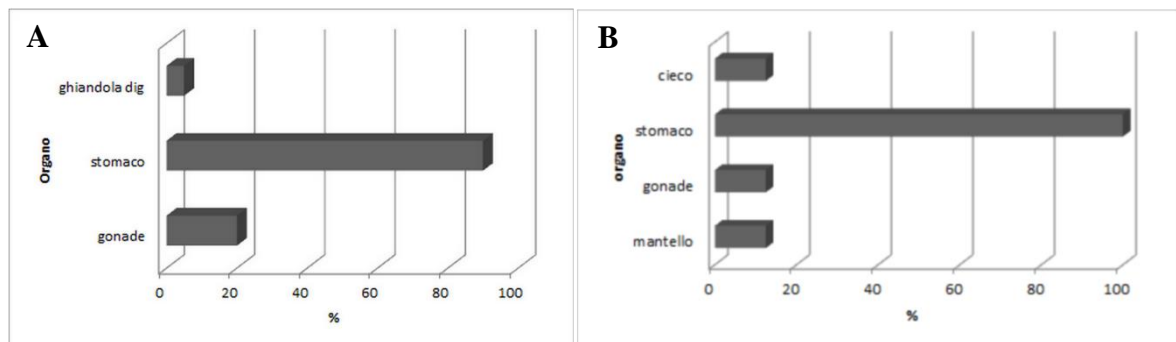 A
ghiandola dig
stomaco
gonade
Organo
0 20 40 60 80 100
%
B
cieco
stomaco
gonade
mantello
organo
0 20 40 60 80 100
%